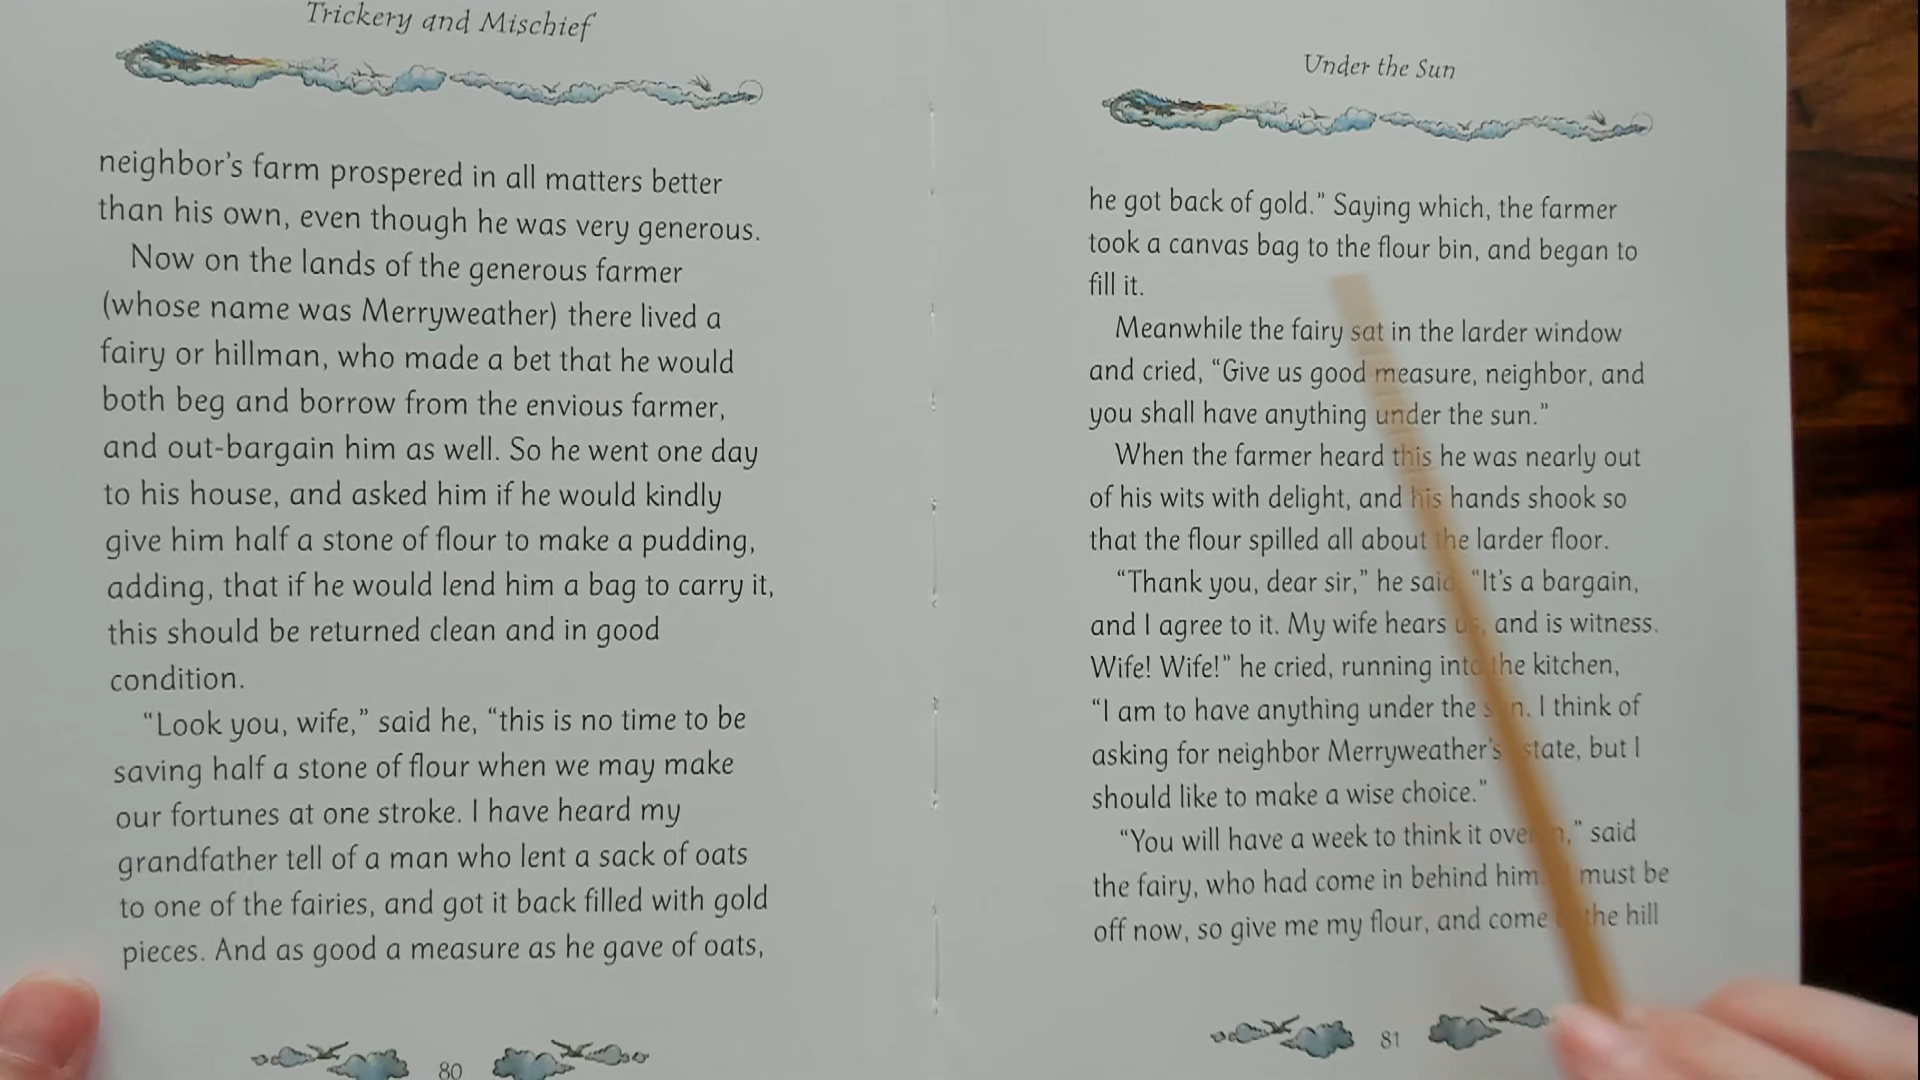 Trickery and Mischief
neighbor's farm prospered in all matters better
than his own, even though he was very generous.
Now on the lands of the generous farmer
(whose name was Merryweather) there lived a
fairy or hillman, who made a bet that he would
both beg and borrow from the envious farmer,
and out-bargain him as well. So he went one day
to his house, and asked him if he would kindly
give him half a stone of flour to make a pudding,
adding, that if he would lend him a bag to carry it,
this should be returned clean and in good
condition.
“Look you, wife,” said he, “this is no time to be
saving half a stone of flour when we may make
our fortunes at one stroke. I have heard my
grandfather tell of a man who lent a sack of oats
to one of the fairies, and got it back filled with gold
pieces. And as good a measure as he gave of oats,
80
Under the Sun
he got back of gold.” Saying which, the farmer
took a canvas bag to the flour bin, and began to
fill it.
Meanwhile the fairy sat in the larder window
and cried, “Give us good measure, neighbor, and
you shall have anything under the sun.”
When the farmer heard this he was nearly out
of his wits with delight, and his hands shook so
that the flour spilled all about the larder floor.
“Thank you, dear sir,” he said, “It's a bargain,
and I agree to it. My wife hears us, and is witness.
Wife! Wife!” he cried, running into the kitchen,
“I am to have anything under the sun. I think of
asking for neighbor Merryweather's estate, but I
should like to make a wise choice.”
“You will have a week to think it over in,” said
the fairy, who had come in behind him. must be
off now, so give me my flour, and come the hill
81